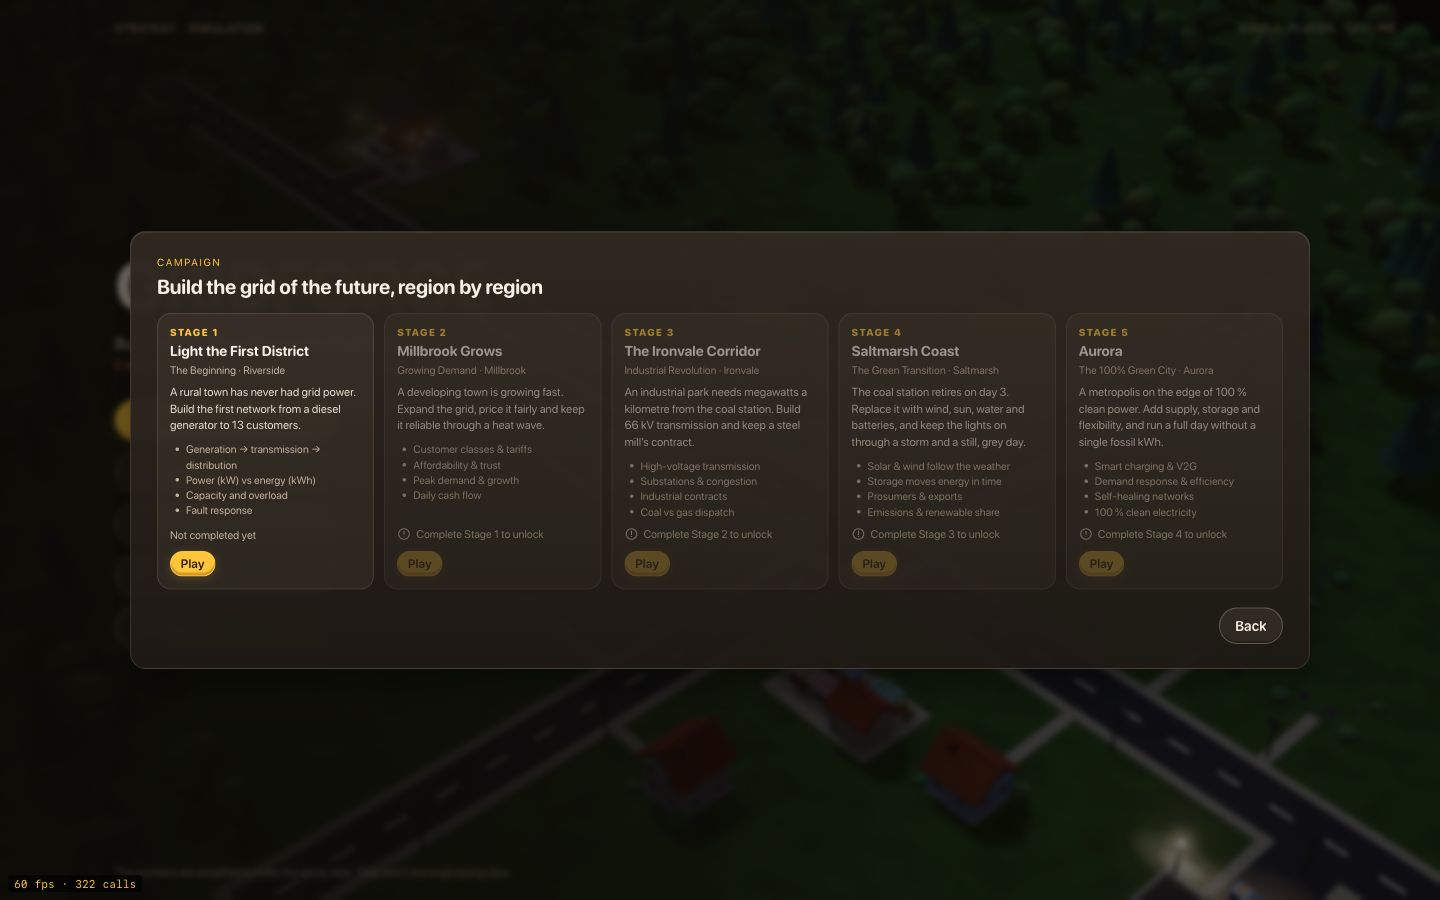 CAMPAIGN
Build the grid of the future, region by region
STAGE 1
Light the First District
The Beginning · Riverside
A rural town has never had grid power.
Build the first network from a diesel
generator to 13 customers.
• Generation → transmission →
distribution
• Power (kW) vs energy (kWh)
• Capacity and overload
• Fault response
Not completed yet
Play
STAGE 2
Millbrook Grows
Growing Demand · Millbrook
A developing town is growing fast.
Expand the grid, price it fairly and keep
it reliable through a heat wave.
• Customer classes & tariffs
• Affordability & trust
• Peak demand & growth
• Daily cash flow
Complete Stage 1 to unlock
Play
STAGE 3
The Ironvale Corridor
Industrial Revolution · Ironvale
An industrial park needs megawatts a
kilometre from the coal station. Build
66 kV transmission and keep a steel
mill's contract.
• High-voltage transmission
• Substations & congestion
• Industrial contracts
• Coal vs gas dispatch
Complete Stage 2 to unlock
Play
STAGE 4
Saltmarsh Coast
The Green Transition · Saltmarsh
The coal station retires on day 3.
Replace it with wind, sun, water and
batteries, and keep the lights on
through a storm and a still, grey day.
• Solar & wind follow the weather
• Storage moves energy in time
• Prosumers & exports
• Emissions & renewable share
Complete Stage 3 to unlock
Play
STAGE 5
Aurora
The 100% Green City · Aurora
A metropolis on the edge of 100 %
clean power. Add supply, storage and
flexibility, and run a full day without a
single fossil kWh.
• Smart charging & V2G
• Demand response & efficiency
• Self-healing networks
• 100 % clean electricity
Complete Stage 4 to unlock
Play
Back
60 fps · 322 calls